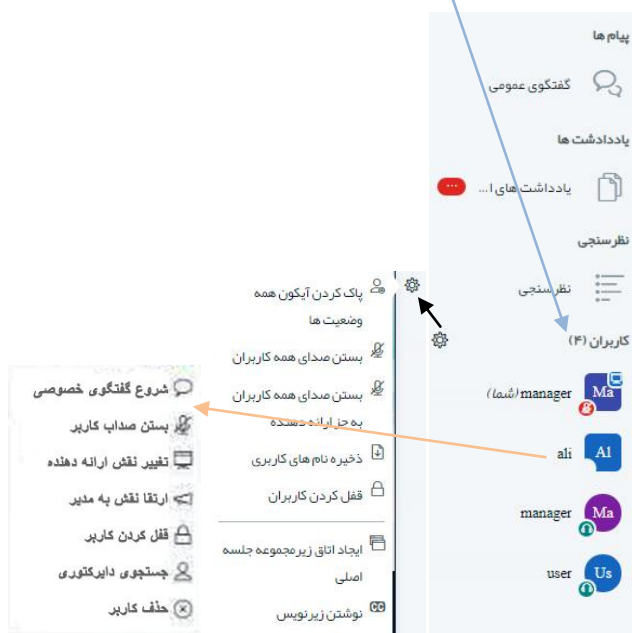 پیام ها
گفتگوی عمومی
یاددادشت ها
یادداشت های ا...
نظرسنجی
نظرسنجی
کاربران (۴)
Ma manager (شما)
Al ali
Ma manager
Us user
پاک کردن آیکون همه
وضعیت ها
بستن صدای همه کاربران
بستن صدای همه کاربران
به جز ارائه دهنده
ذخیره نام های کاربری
قفل کردن کاربران
ایجاد اتاق زیرمجموعه جلسه
اصلی
نوشتن زیرنویس
شروع گفتگوی خصوصی
بستن صداب کاربر
تغییر نقش ارائه دهنده
ارتقا نقش به مدیر
قفل کردن کاربر
جستجوی دایرکتوری
حذف کاربر